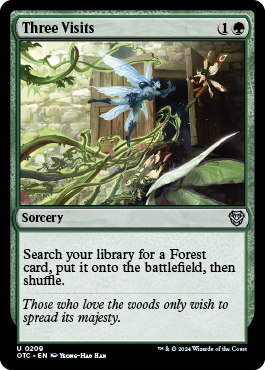 Three Visits 1
Sorcery
Search your library for a Forest
card, put it onto the battlefield, then
shuffle.
Those who love the woods only wish to
spread its majesty.
U 0209
OTC • EN Yeong-Hao Han
™ & © 2024 Wizards of the Coast